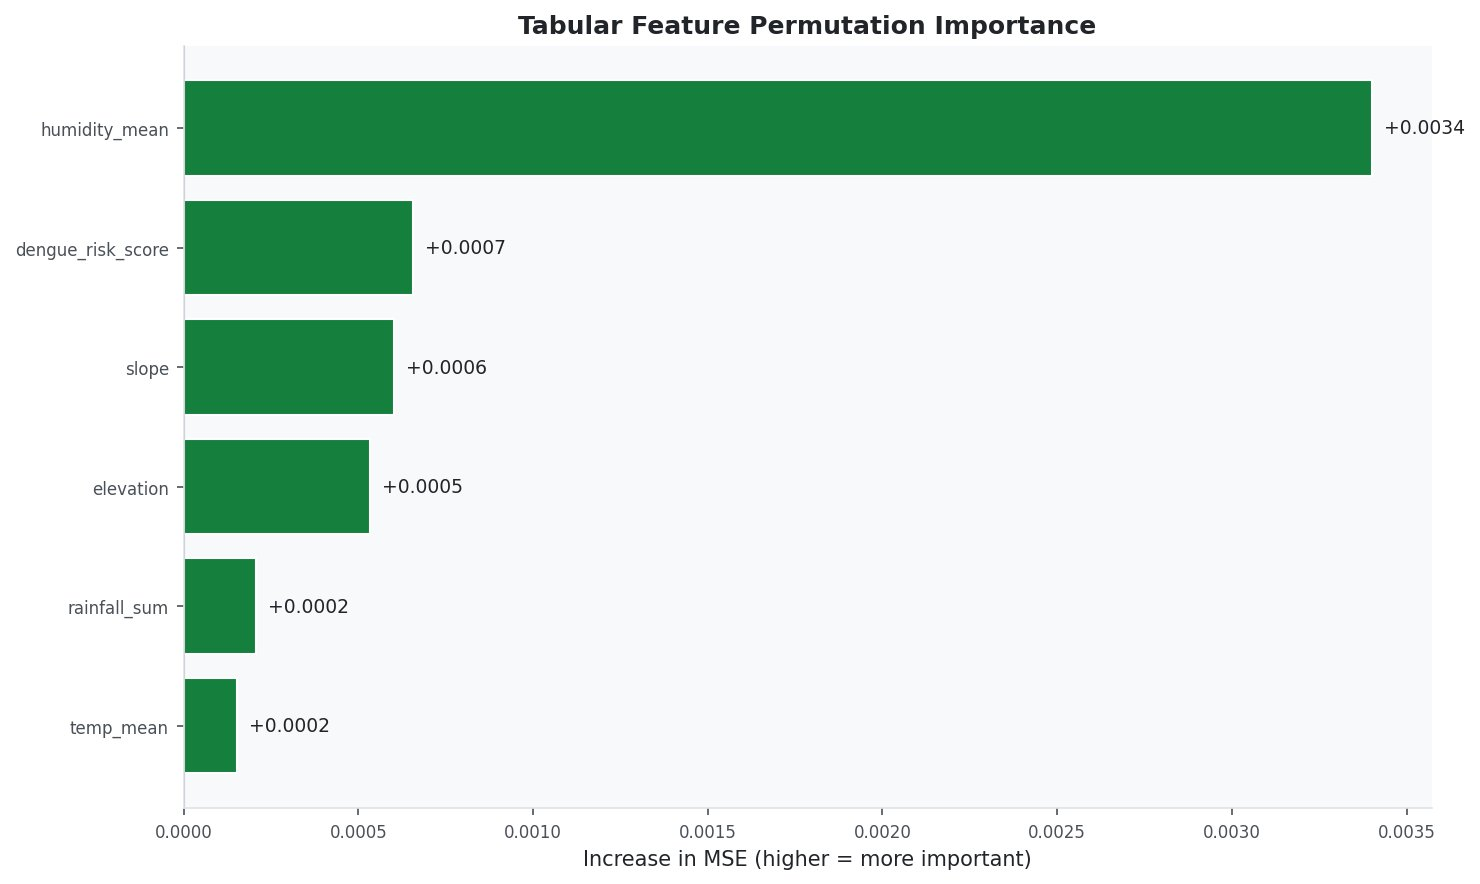 Tabular Feature Permutation Importance
humidity_mean
+0.0034
dengue_risk_score
+0.0007
slope
+0.0006
elevation
+0.0005
rainfall_sum
+0.0002
temp_mean
+0.0002
0.0000 0.0005 0.0010 0.0015 0.0020 0.0025 0.0030 0.0035
Increase in MSE (higher = more important)